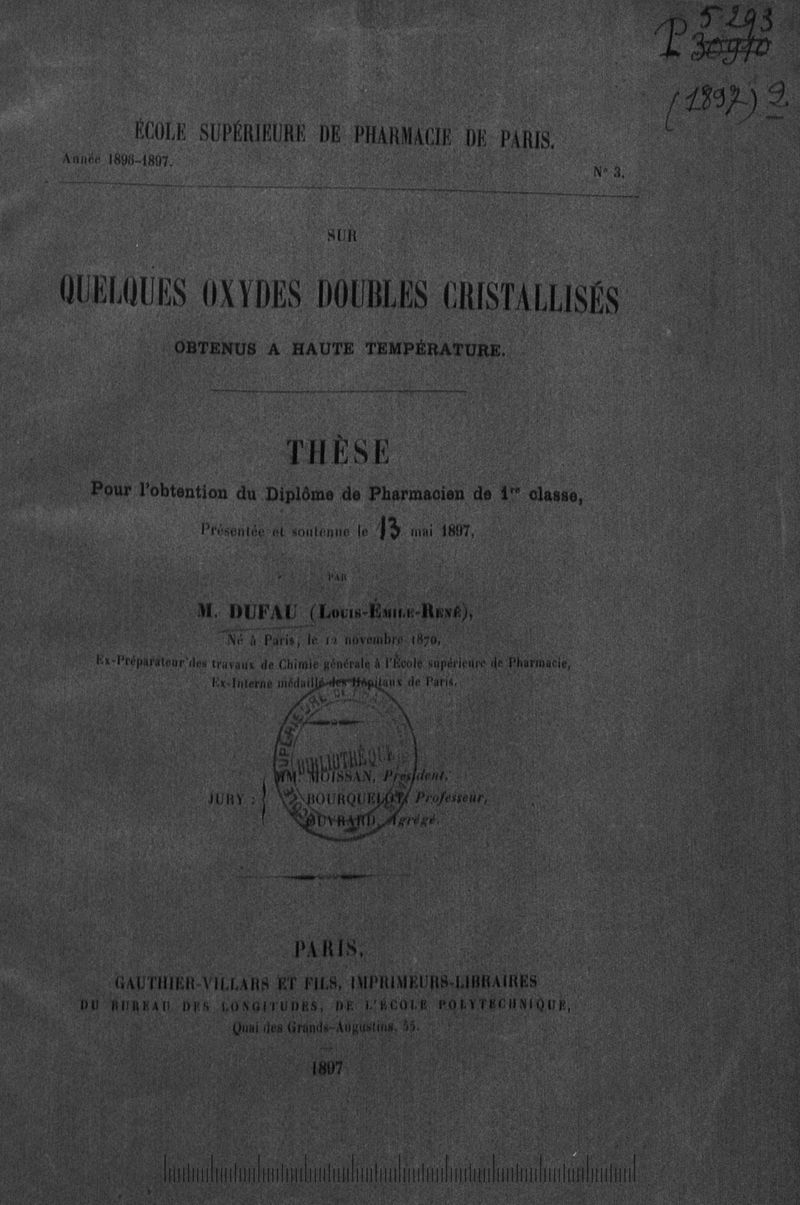 P 5293
30970
(1897) 2
ÉCOLE SUPÉRIEURE DE PHARMACIE DE PARIS.
Année 1896-1897.
N° 3.
SUR
QUELQUES OXYDES DOUBLES CRISTALLISÉS
OBTENUS A HAUTE TEMPÉRATURE.
THÈSE
Pour l'obtention du Diplôme de Pharmacien de 1re classe,
Présentée et soutenue le 13 mai 1897,
PAR
M. DUFAU (Louis-Émile-René),
Né à Paris, le 12 novembre 1870,
Ex-Préparateur des travaux de Chimie générale à l'École supérieure de Pharmacie,
Ex-Interne médaillé des Hôpitaux de Paris.
SUPÉRIEURE DE
BIBLIOTHÈQUE
MM. MOISSAN, Président,
JURY : BOURQUELOT, Professeur,
OUVRARD, Agrégé.
PARIS,
GAUTHIER-VILLARS ET FILS, IMPRIMEURS-LIBRAIRES
DU BUREAU DES LONGITUDES, DE L'ÉCOLE POLYTECHNIQUE,
Quai des Grands-Augustins, 55.
1897